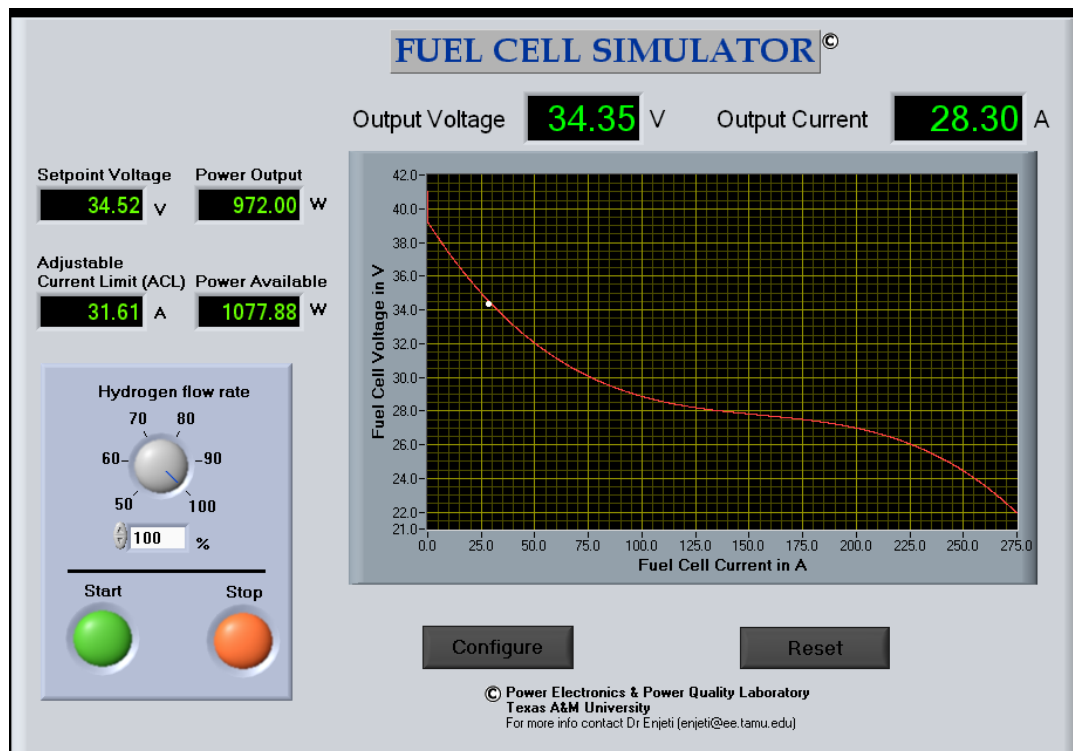 FUEL CELL SIMULATOR ©
Output Voltage 34.35 V Output Current 28.30 A
Setpoint Voltage Power Output
34.52 V 972.00 W
Adjustable
Current Limit (ACL) Power Available
31.61 A 1077.88 W
Hydrogen flow rate
70 80
60 90
50 100
100 %
Start Stop
Fuel Cell Voltage in V
42.0
40.0
38.0
36.0
34.0
32.0
30.0
28.0
26.0
24.0
22.0
21.0
0.0 25.0 50.0 75.0 100.0 125.0 150.0 175.0 200.0 225.0 250.0 275.0
Fuel Cell Current in A
Configure Reset
© Power Electronics & Power Quality Laboratory
Texas A&M University
For more info contact Dr Enjeti (enjeti@ee.tamu.edu)